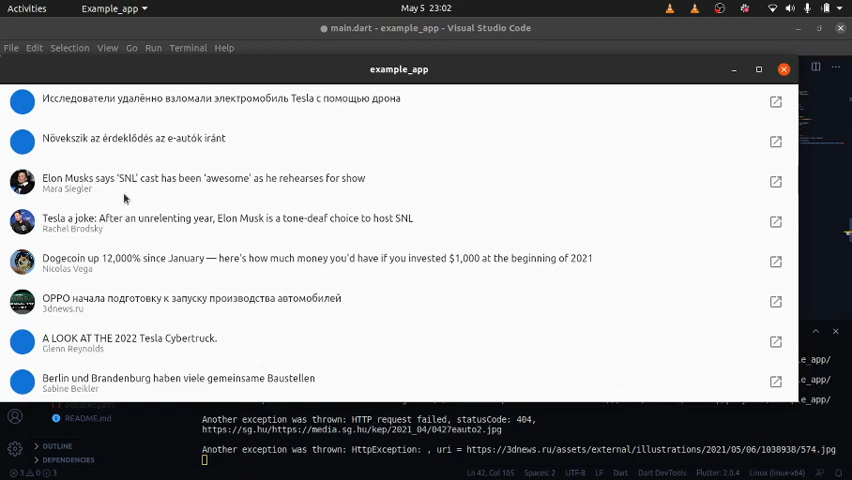 Activities Example_app May 5 23:02
main.dart - example_app - Visual Studio Code
File Edit Selection View Go Run Terminal Help
example_app
Исследователи удалённо взломали электромобиль Tesla с помощью дрона
Növekszik az érdeklődés az e-autók iránt
Elon Musks says ‘SNL’ cast has been ‘awesome’ as he rehearses for show
Mara Siegler
Tesla a joke: After an unrelenting year, Elon Musk is a tone-deaf choice to host SNL
Rachel Brodsky
Dogecoin up 12,000% since January — here's how much money you'd have if you invested $1,000 at the beginning of 2021
Nicolas Vega
OPPO начала подготовку к запуску производства автомобилей
3dnews.ru
A LOOK AT THE 2022 Tesla Cybertruck.
Glenn Reynolds
_app/
_app/
Berlin und Brandenburg haben viele gemeinsame Baustellen
Sabine Beikler
_app/
README.md
Another exception was thrown: HTTP request failed, statusCode: 404,
https://sg.hu/https://media.sg.hu/kep/2021_04/0427eauto2.jpg
OUTLINE
Another exception was thrown: HttpException: , uri = https://3dnews.ru/assets/external/illustrations/2021/05/06/1038938/574.jpg
DEPENDENCIES
3 0 3 Ln 42, Col 105 Spaces: 2 UTF-8 LF Dart Dart DevTools Flutter: 2.0.4 Linux (linux-x64)